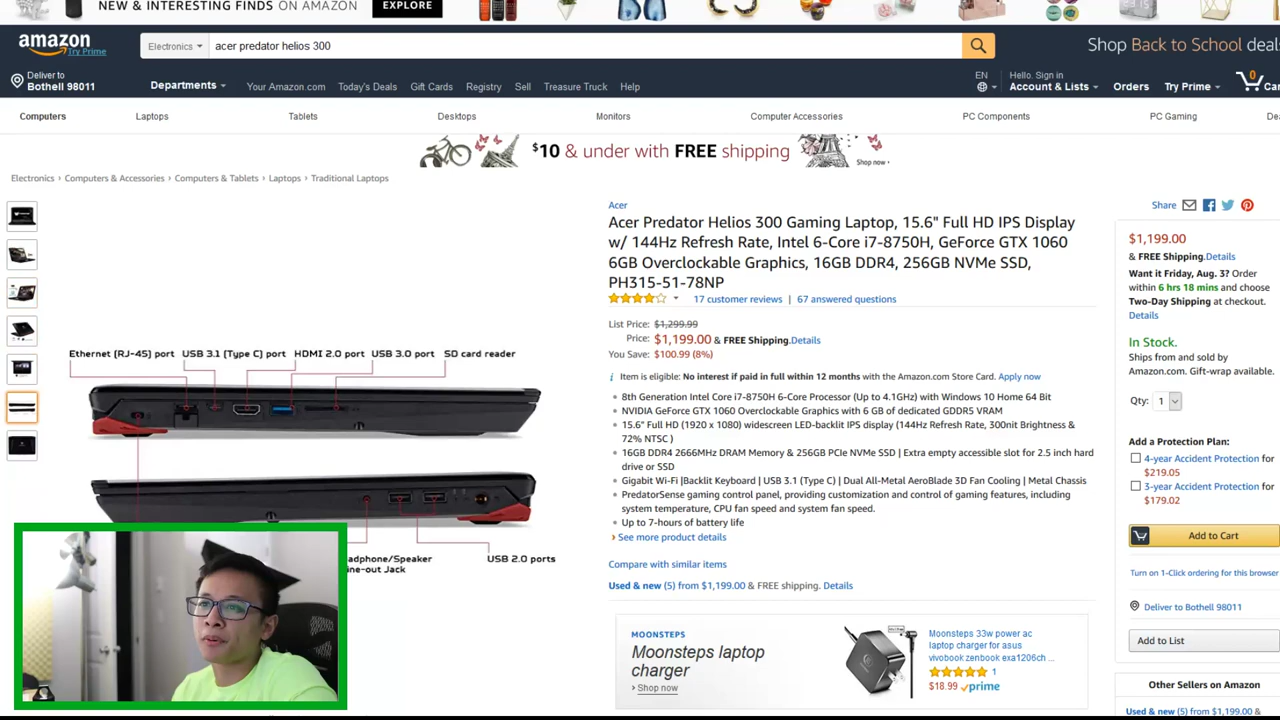 NEW & INTERESTING FINDS ON AMAZON
EXPLORE
amazon
Try Prime
Electronics
acer predator helios 300
Shop Back to School deal
Deliver to
Bothell 98011
Departments
Your Amazon.com
Today's Deals
Gift Cards
Registry
Sell
Treasure Truck
Help
EN
Hello. Sign in
Account & Lists
Orders
Try Prime
0
Car
Computers
Laptops
Tablets
Desktops
Monitors
Computer Accessories
PC Components
PC Gaming
De
$10 & under with FREE shipping
Shop now ›
Electronics › Computers & Accessories › Computers & Tablets › Laptops › Traditional Laptops
Ethernet (RJ-45) port
USB 3.1 (Type C) port
HDMI 2.0 port
USB 3.0 port
SD card reader
adphone/Speaker
ine-out Jack
USB 2.0 ports
Acer
Acer Predator Helios 300 Gaming Laptop, 15.6" Full HD IPS Display
w/ 144Hz Refresh Rate, Intel 6-Core i7-8750H, GeForce GTX 1060
6GB Overclockable Graphics, 16GB DDR4, 256GB NVMe SSD,
PH315-51-78NP
17 customer reviews | 67 answered questions
List Price: $1,299.99
Price: $1,199.00 & FREE Shipping. Details
You Save: $100.99 (8%)
i Item is eligible: No interest if paid in full within 12 months with the Amazon.com Store Card. Apply now
• 8th Generation Intel Core i7-8750H 6-Core Processor (Up to 4.1GHz) with Windows 10 Home 64 Bit
• NVIDIA GeForce GTX 1060 Overclockable Graphics with 6 GB of dedicated GDDR5 VRAM
• 15.6" Full HD (1920 x 1080) widescreen LED-backlit IPS display (144Hz Refresh Rate, 300nit Brightness &
72% NTSC )
• 16GB DDR4 2666MHz DRAM Memory & 256GB PCIe NVMe SSD | Extra empty accessible slot for 2.5 inch hard
drive or SSD
• Gigabit Wi-Fi |Backlit Keyboard | USB 3.1 (Type C) | Dual All-Metal AeroBlade 3D Fan Cooling | Metal Chassis
• PredatorSense gaming control panel, providing customization and control of gaming features, including
system temperature, CPU fan speed and system fan speed.
• Up to 7-hours of battery life
› See more product details
Compare with similar items
Used & new (5) from $1,199.00 & FREE shipping. Details
MOONSTEPS
Moonsteps laptop
charger
› Shop now
Moonsteps 33w power ac
laptop charger for asus
vivobook zenbook exa1206ch ...
1
$18.99 prime
Share
$1,199.00
& FREE Shipping. Details
Want it Friday, Aug. 3? Order
within 6 hrs 18 mins and choose
Two-Day Shipping at checkout.
Details
In Stock.
Ships from and sold by
Amazon.com. Gift-wrap available.
Qty: 1
Add a Protection Plan:
4-year Accident Protection for
$219.05
3-year Accident Protection for
$179.02
Add to Cart
Turn on 1-Click ordering for this browser
Deliver to Bothell 98011
Add to List
Other Sellers on Amazon
Used & new (5) from $1,199.00 &